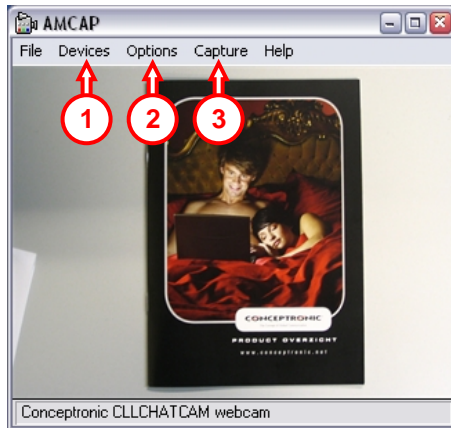 AMCAP
File Devices Options Capture Help
1 2 3
CONCEPTRONIC
PRODUCT OVERZICHT
www.conceptronic.net
Conceptronic CLLCHATCAM webcam